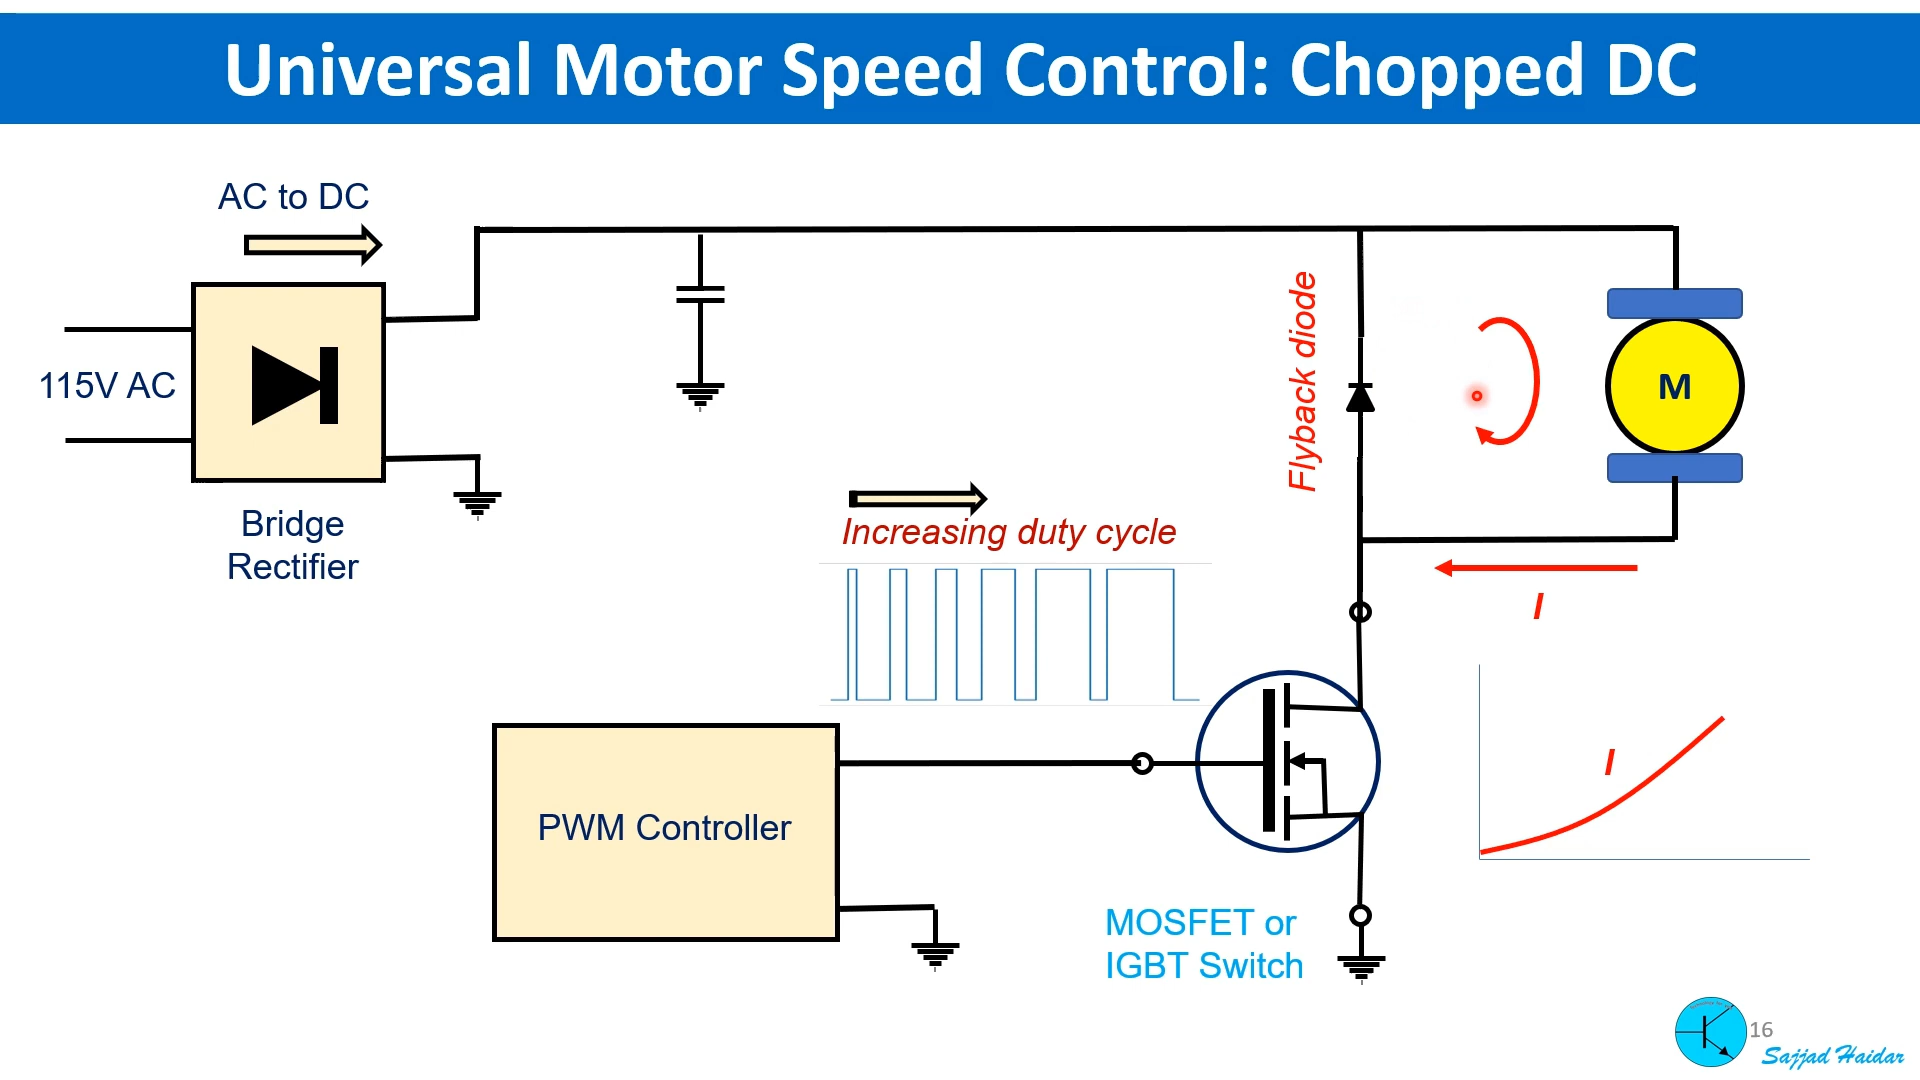 Universal Motor Speed Control: Chopped DC
AC to DC
115V AC
Bridge
Rectifier
Flyback diode
M
Increasing duty cycle
I
I
PWM Controller
MOSFET or
IGBT Switch
16
Sajjad Haidar